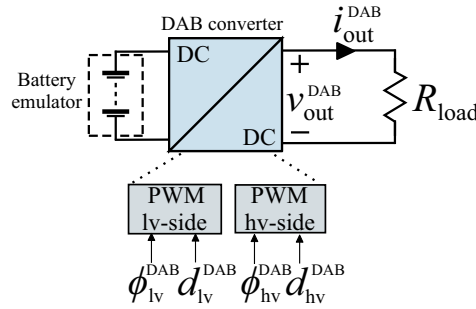 DAB converter
i_out^DAB
DC
Battery
emulator
+
v_out^DAB
−
R_load
DC
PWM
lv-side
PWM
hv-side
ϕ_lv^DAB d_lv^DAB ϕ_hv^DAB d_hv^DAB